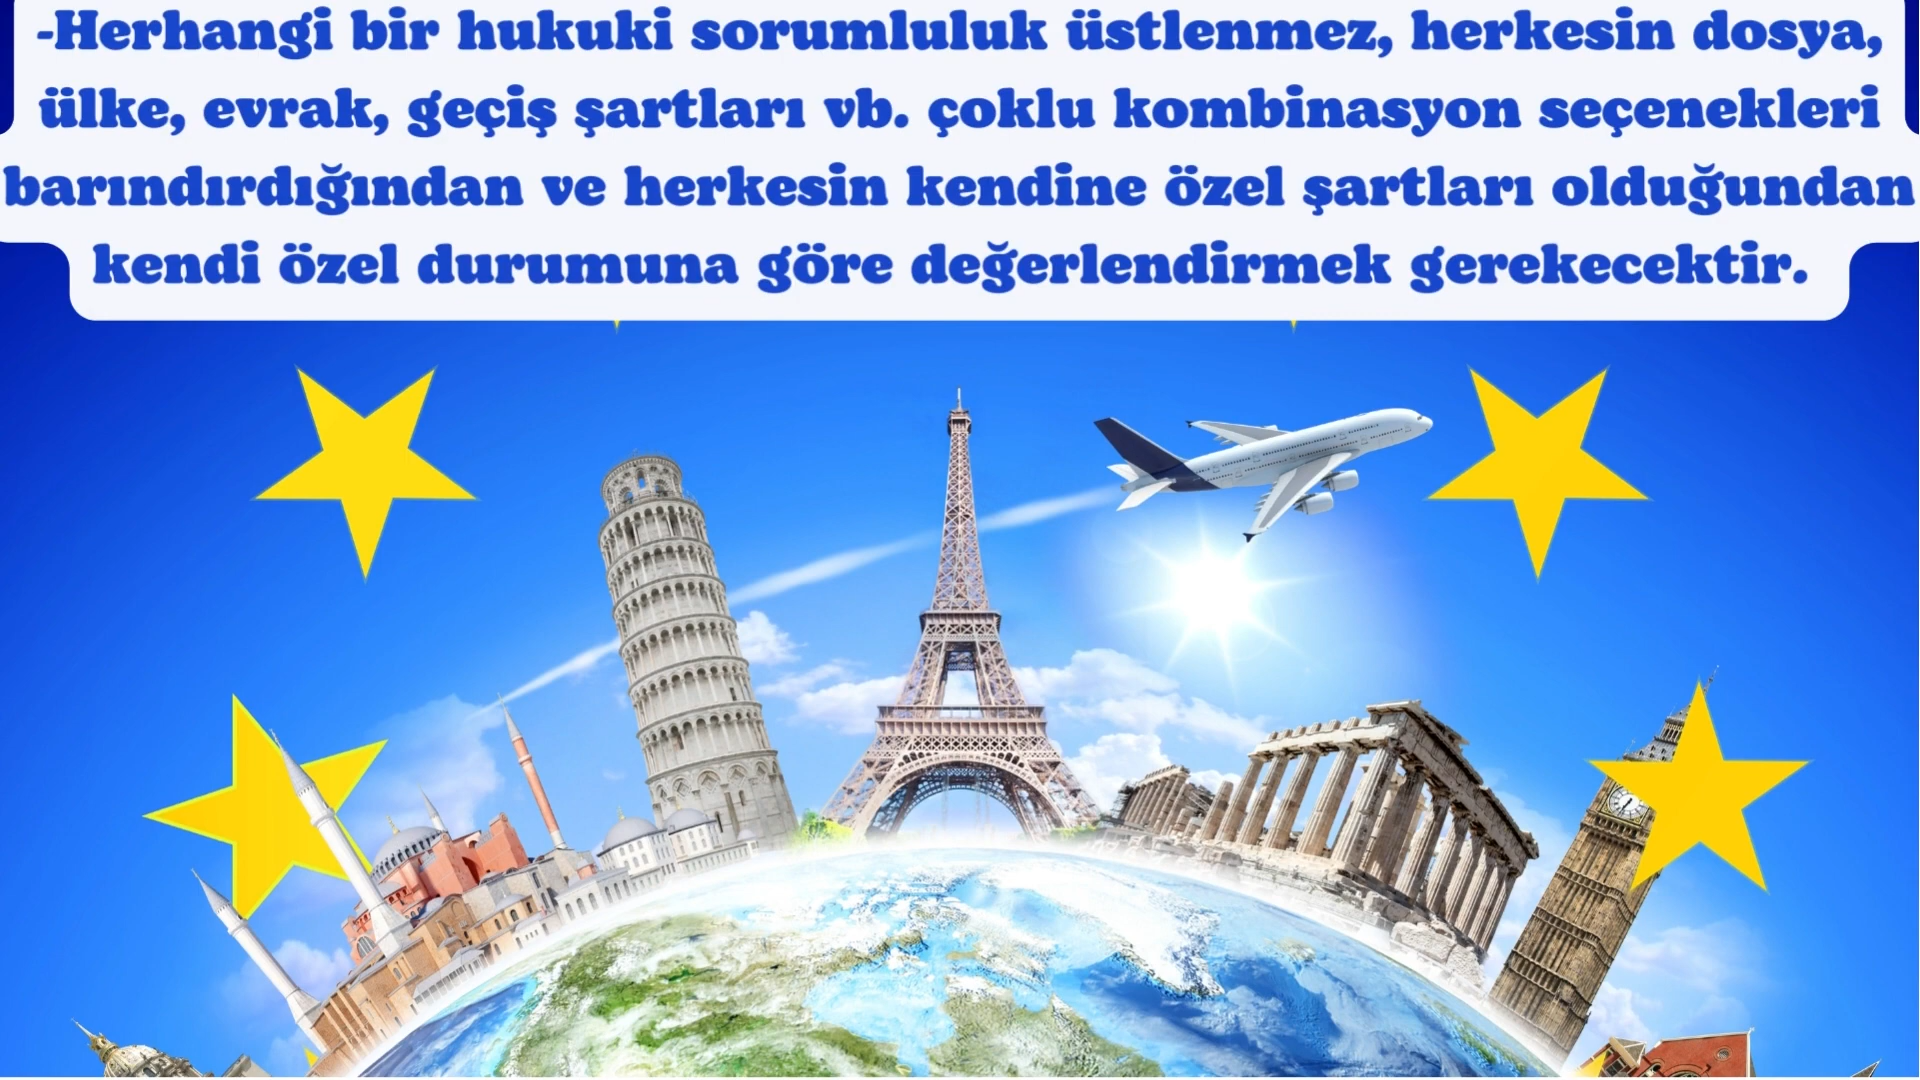 -Herhangi bir hukuki sorumluluk üstlenmez, herkesin dosya,
ülke, evrak, geçiş şartları vb. çoklu kombinasyon seçenekleri
barındırdığından ve herkesin kendine özel şartları olduğundan
kendi özel durumuna göre değerlendirmek gerekecektir.